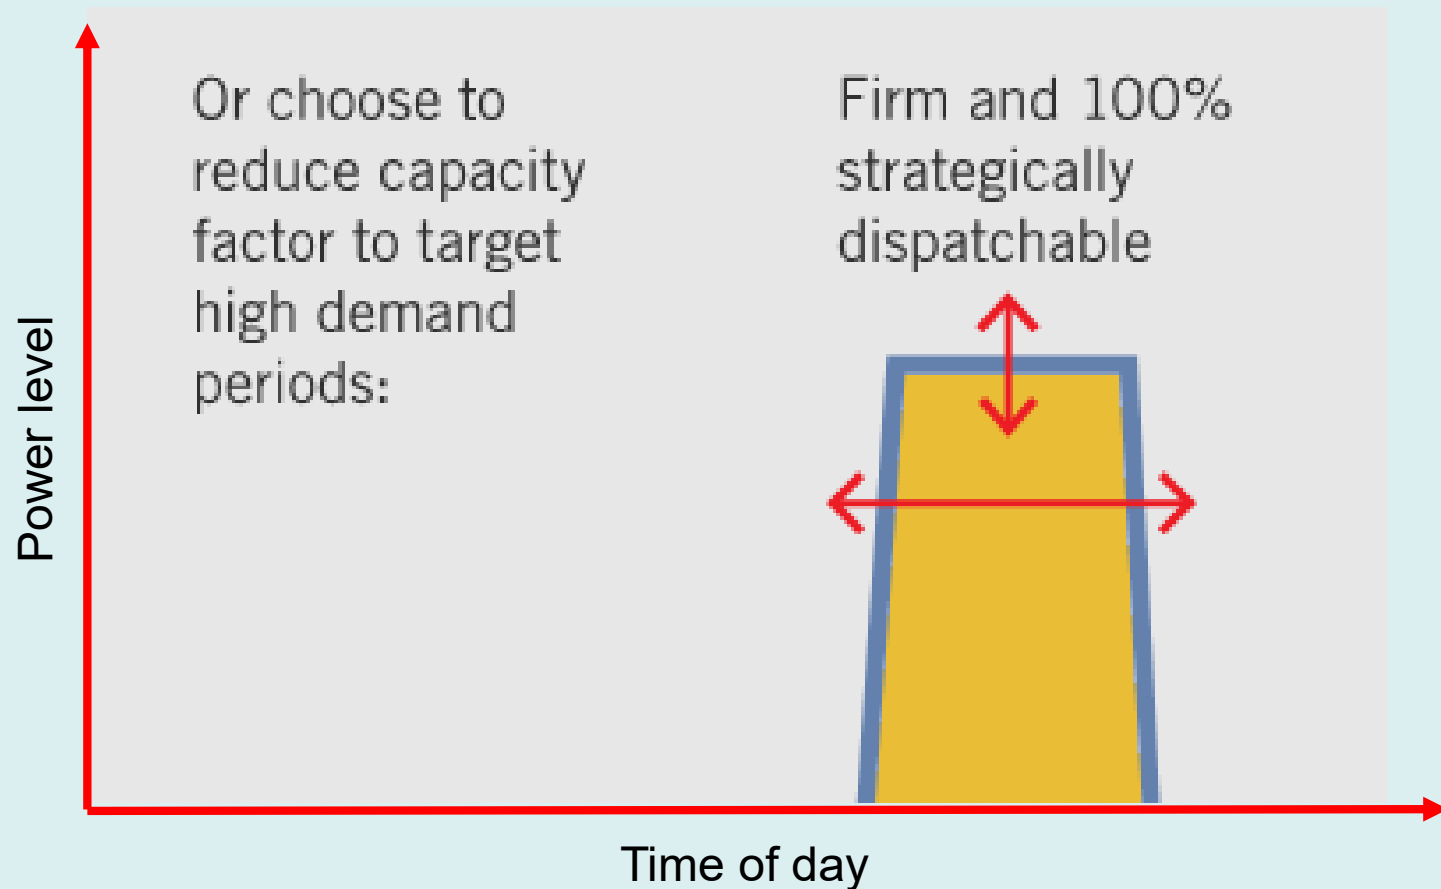 Or choose to
reduce capacity
factor to target
high demand
periods:
Firm and 100%
strategically
dispatchable
Power level
Time of day